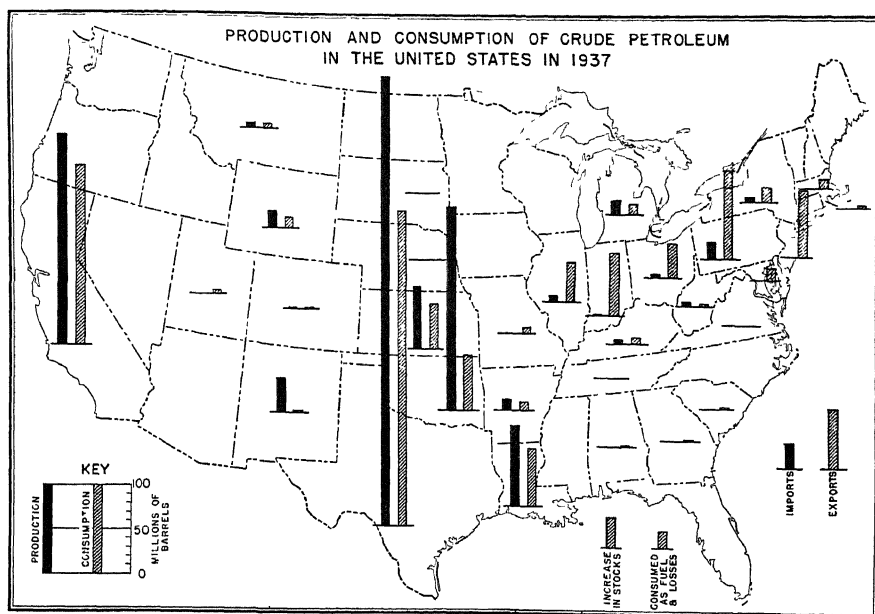 PRODUCTION AND CONSUMPTION OF CRUDE PETROLEUM
IN THE UNITED STATES IN 1937
KEY
PRODUCTION
CONSUMPTION
100
50
0
MILLIONS OF
BARRELS
INCREASE
IN STOCKS
CONSUMED
AS FUEL
& LOSSES
IMPORTS
EXPORTS